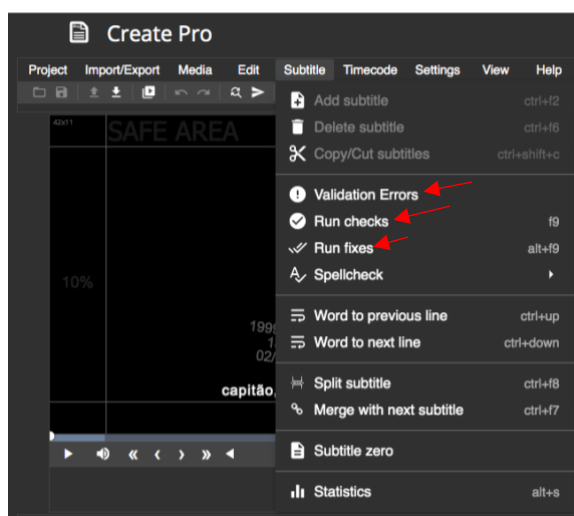 Create Pro
Project Import/Export Media Edit Subtitle Timecode Settings View Help
42x11
SAFE AREA
Add subtitle ctrl+f2
Delete subtitle ctrl+f6
Copy/Cut subtitles ctrl+shift+c
Validation Errors
Run checks f9
Run fixes alt+f9
Spellcheck
10%
Word to previous line ctrl+up
1999
Word to next line ctrl+down
1
02/
Split subtitle ctrl+f8
capitão,
Merge with next subtitle ctrl+f7
Subtitle zero
Statistics alt+s